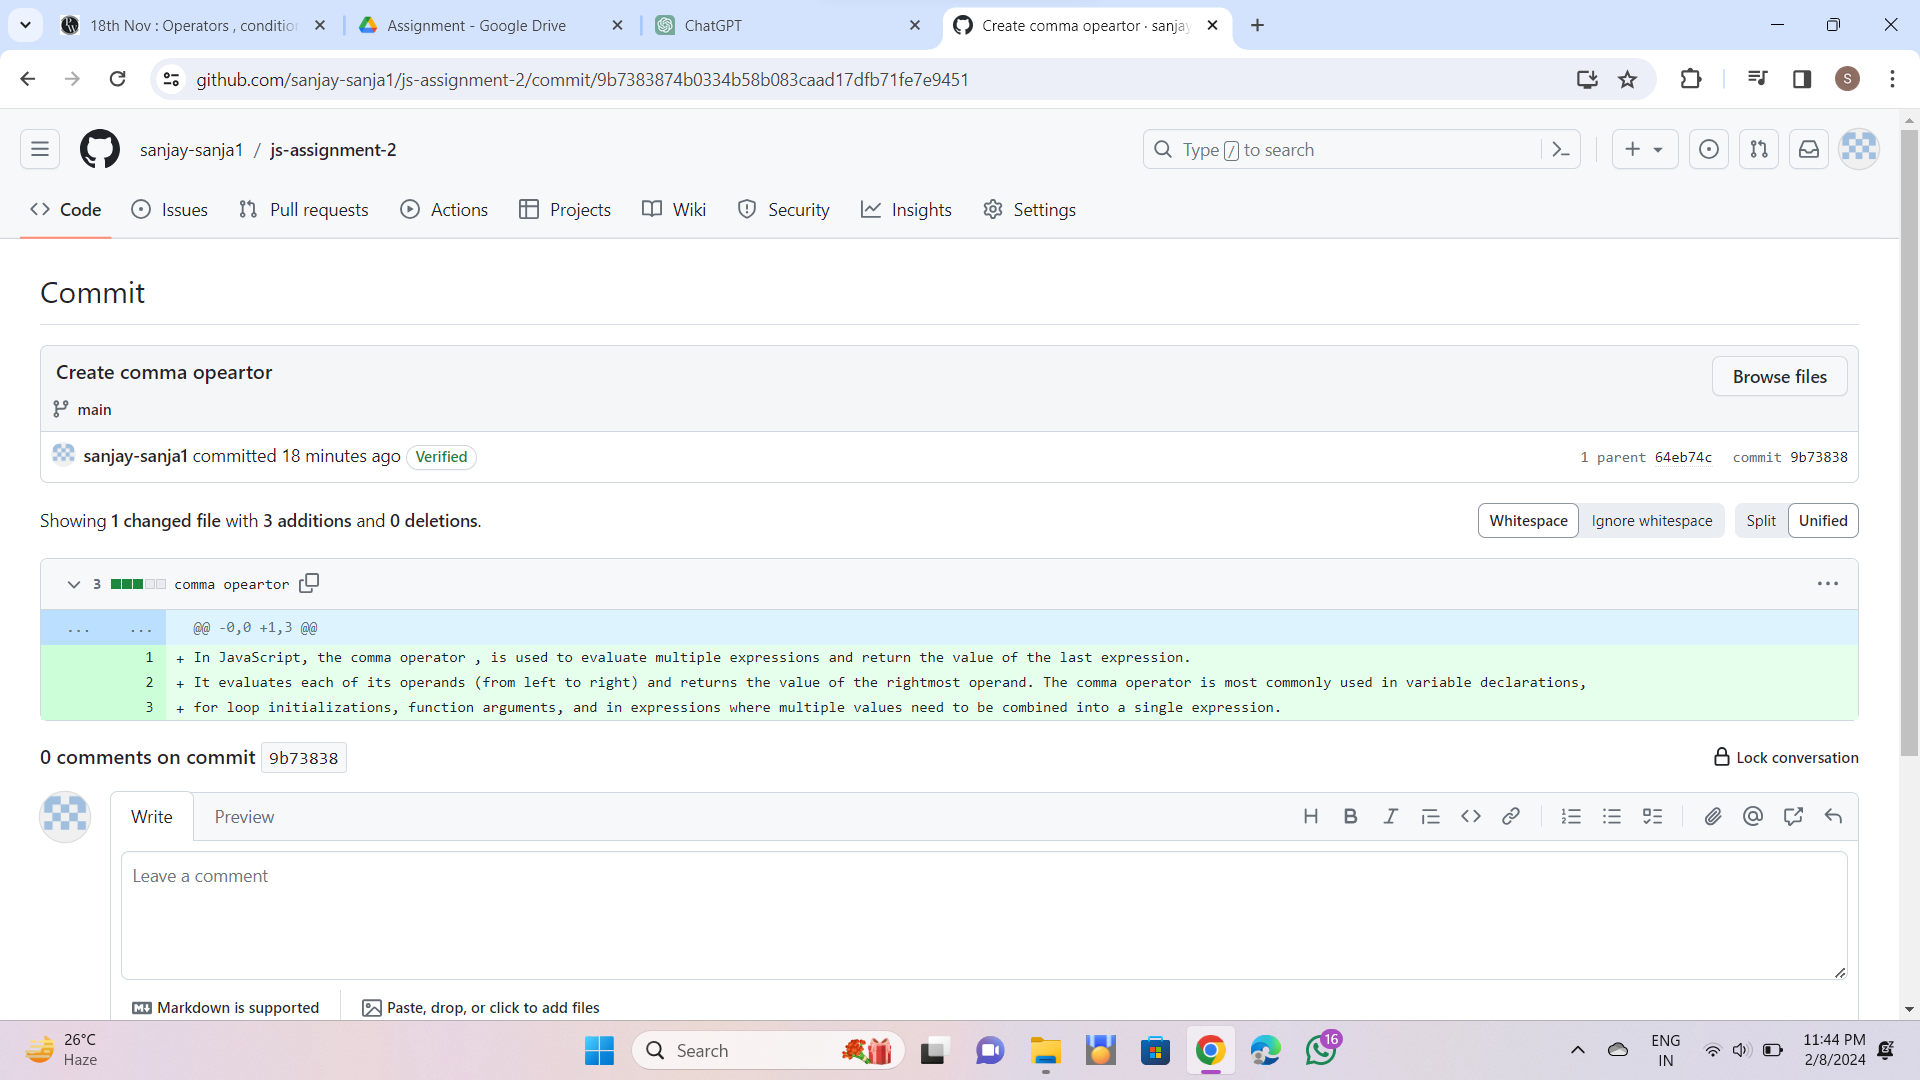 18th Nov : Operators , conditio
Assignment - Google Drive
ChatGPT
Create comma opeartor · sanjay
github.com/sanjay-sanja1/js-assignment-2/commit/9b7383874b0334b58b083caad17dfb71fe7e9451
S
sanjay-sanja1 / js-assignment-2
Type / to search
Code
Issues
Pull requests
Actions
Projects
Wiki
Security
Insights
Settings
Commit
Create comma opeartor
Browse files
main
sanjay-sanja1 committed 18 minutes ago Verified
1 parent 64eb74c commit 9b73838
Showing 1 changed file with 3 additions and 0 deletions.
Whitespace Ignore whitespace Split Unified
3 comma opeartor
... ... @@ -0,0 +1,3 @@
1 + In JavaScript, the comma operator , is used to evaluate multiple expressions and return the value of the last expression.
2 + It evaluates each of its operands (from left to right) and returns the value of the rightmost operand. The comma operator is most commonly used in variable declarations,
3 + for loop initializations, function arguments, and in expressions where multiple values need to be combined into a single expression.
0 comments on commit 9b73838
Lock conversation
Write
Preview
Leave a comment
Markdown is supported
Paste, drop, or click to add files
26°C
Haze
Search
16
ENG
IN
11:44 PM
2/8/2024